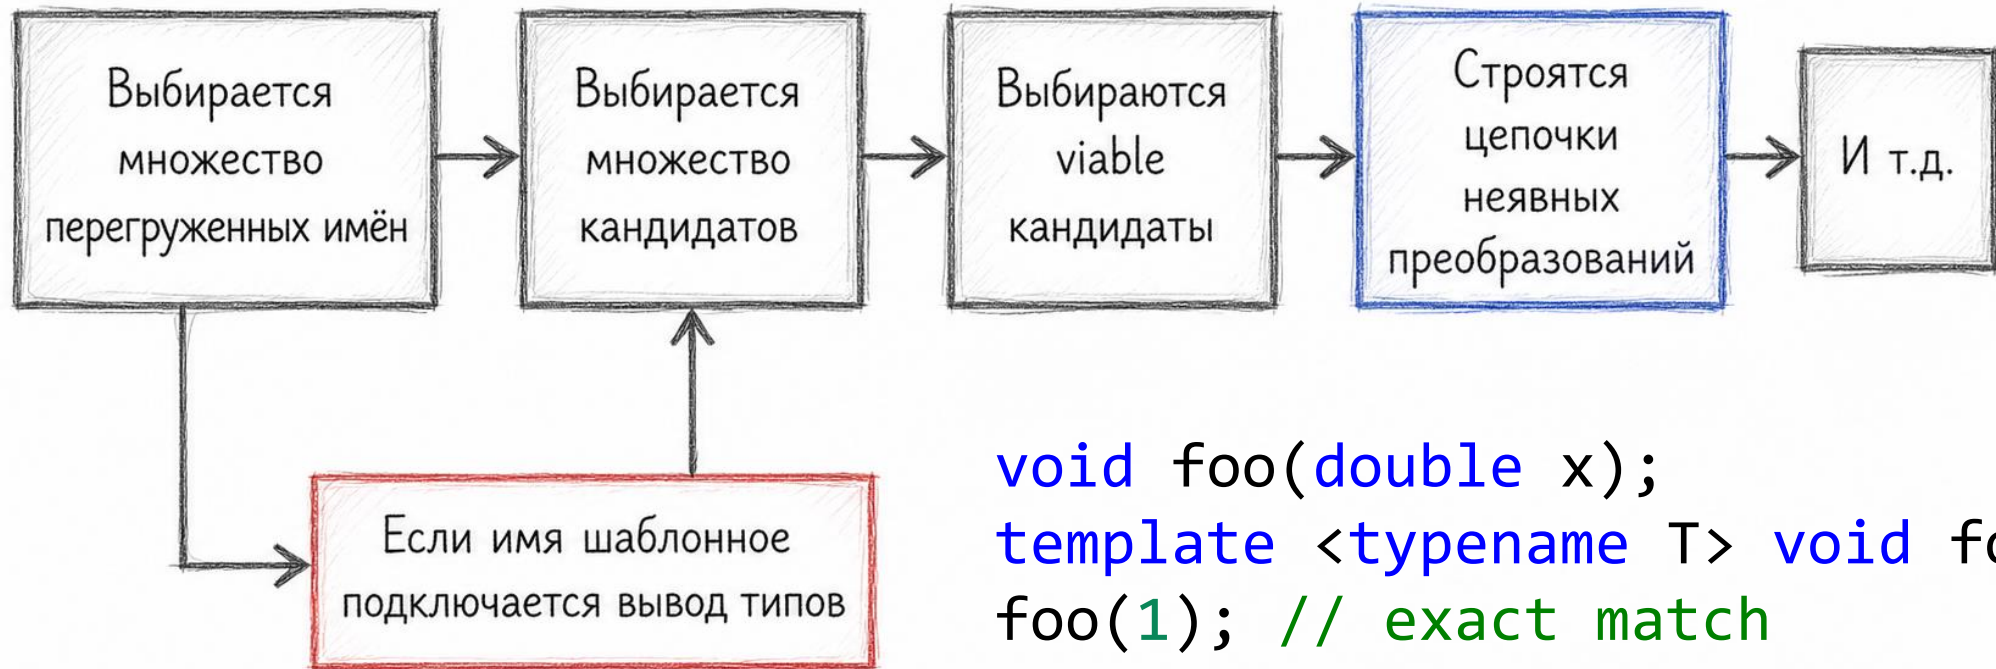 Выбирается
множество
перегруженных имён
Выбирается
множество
кандидатов
Выбираются
viable
кандидаты
Строятся
цепочки
неявных
преобразований
И т.д.
Если имя шаблонное
подключается вывод типов
void foo(double x);
template <typename T> void fo
foo(1); // exact match